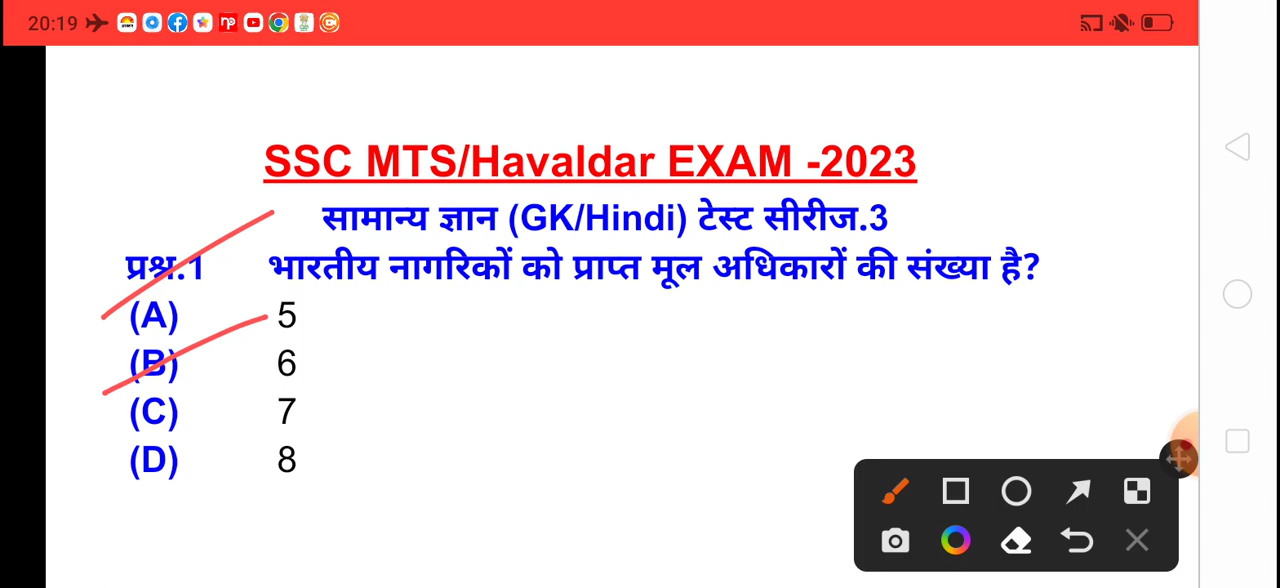 20:19
SSC MTS/Havaldar EXAM -2023
सामान्य ज्ञान (GK/Hindi) टेस्ट सीरीज.3
प्रश्न.1 भारतीय नागरिकों को प्राप्त मूल अधिकारों की संख्या है?
(A) 5
(B) 6
(C) 7
(D) 8